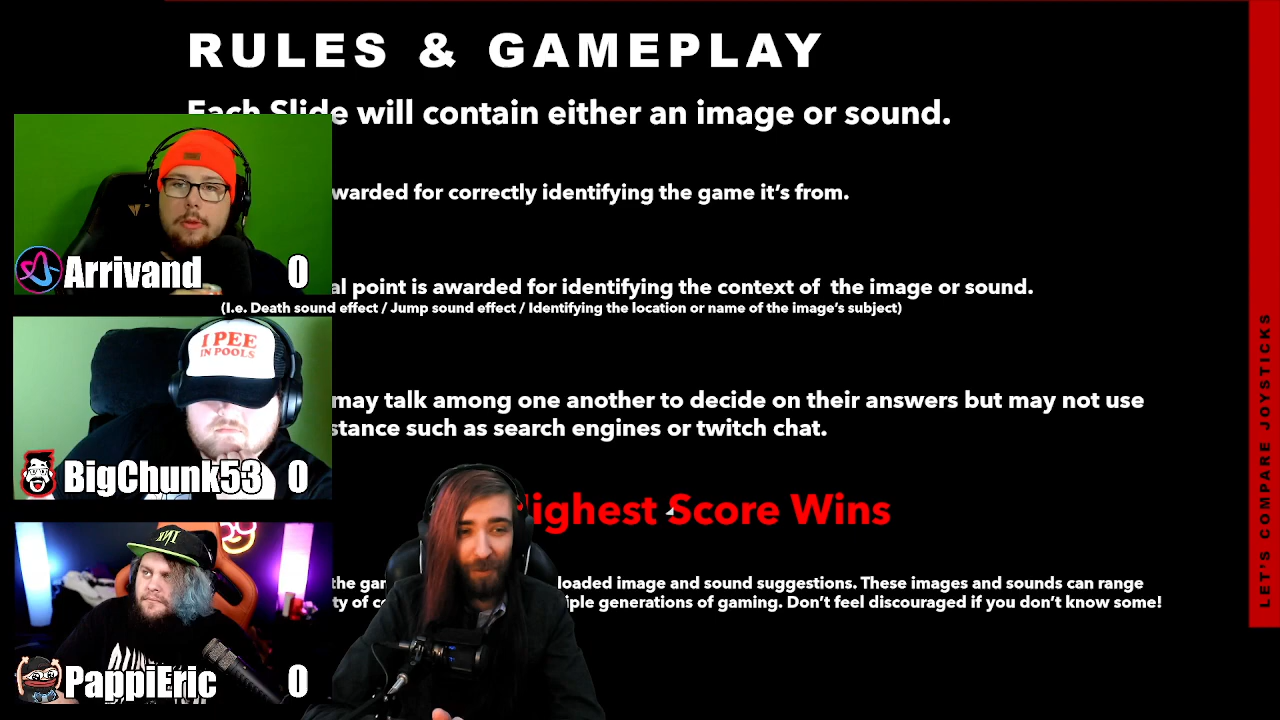 RULES & GAMEPLAY
Each Slide will contain either an image or sound.
warded for correctly identifying the game it's from.
Arrivand 0
al point is awarded for identifying the context of the image or sound.
(I.e. Death sound effect / Jump sound effect / Identifying the location or name of the image's subject)
I PEE
IN POOLS
may talk among one another to decide on their answers but may not use
stance such as search engines or twitch chat.
BigChunk53 0
Highest Score Wins
the gam loaded image and sound suggestions. These images and sounds can range
ty of iple generations of gaming. Don't feel discouraged if you don't know some!
PappiEric 0
LET'S COMPARE JOYSTICKS